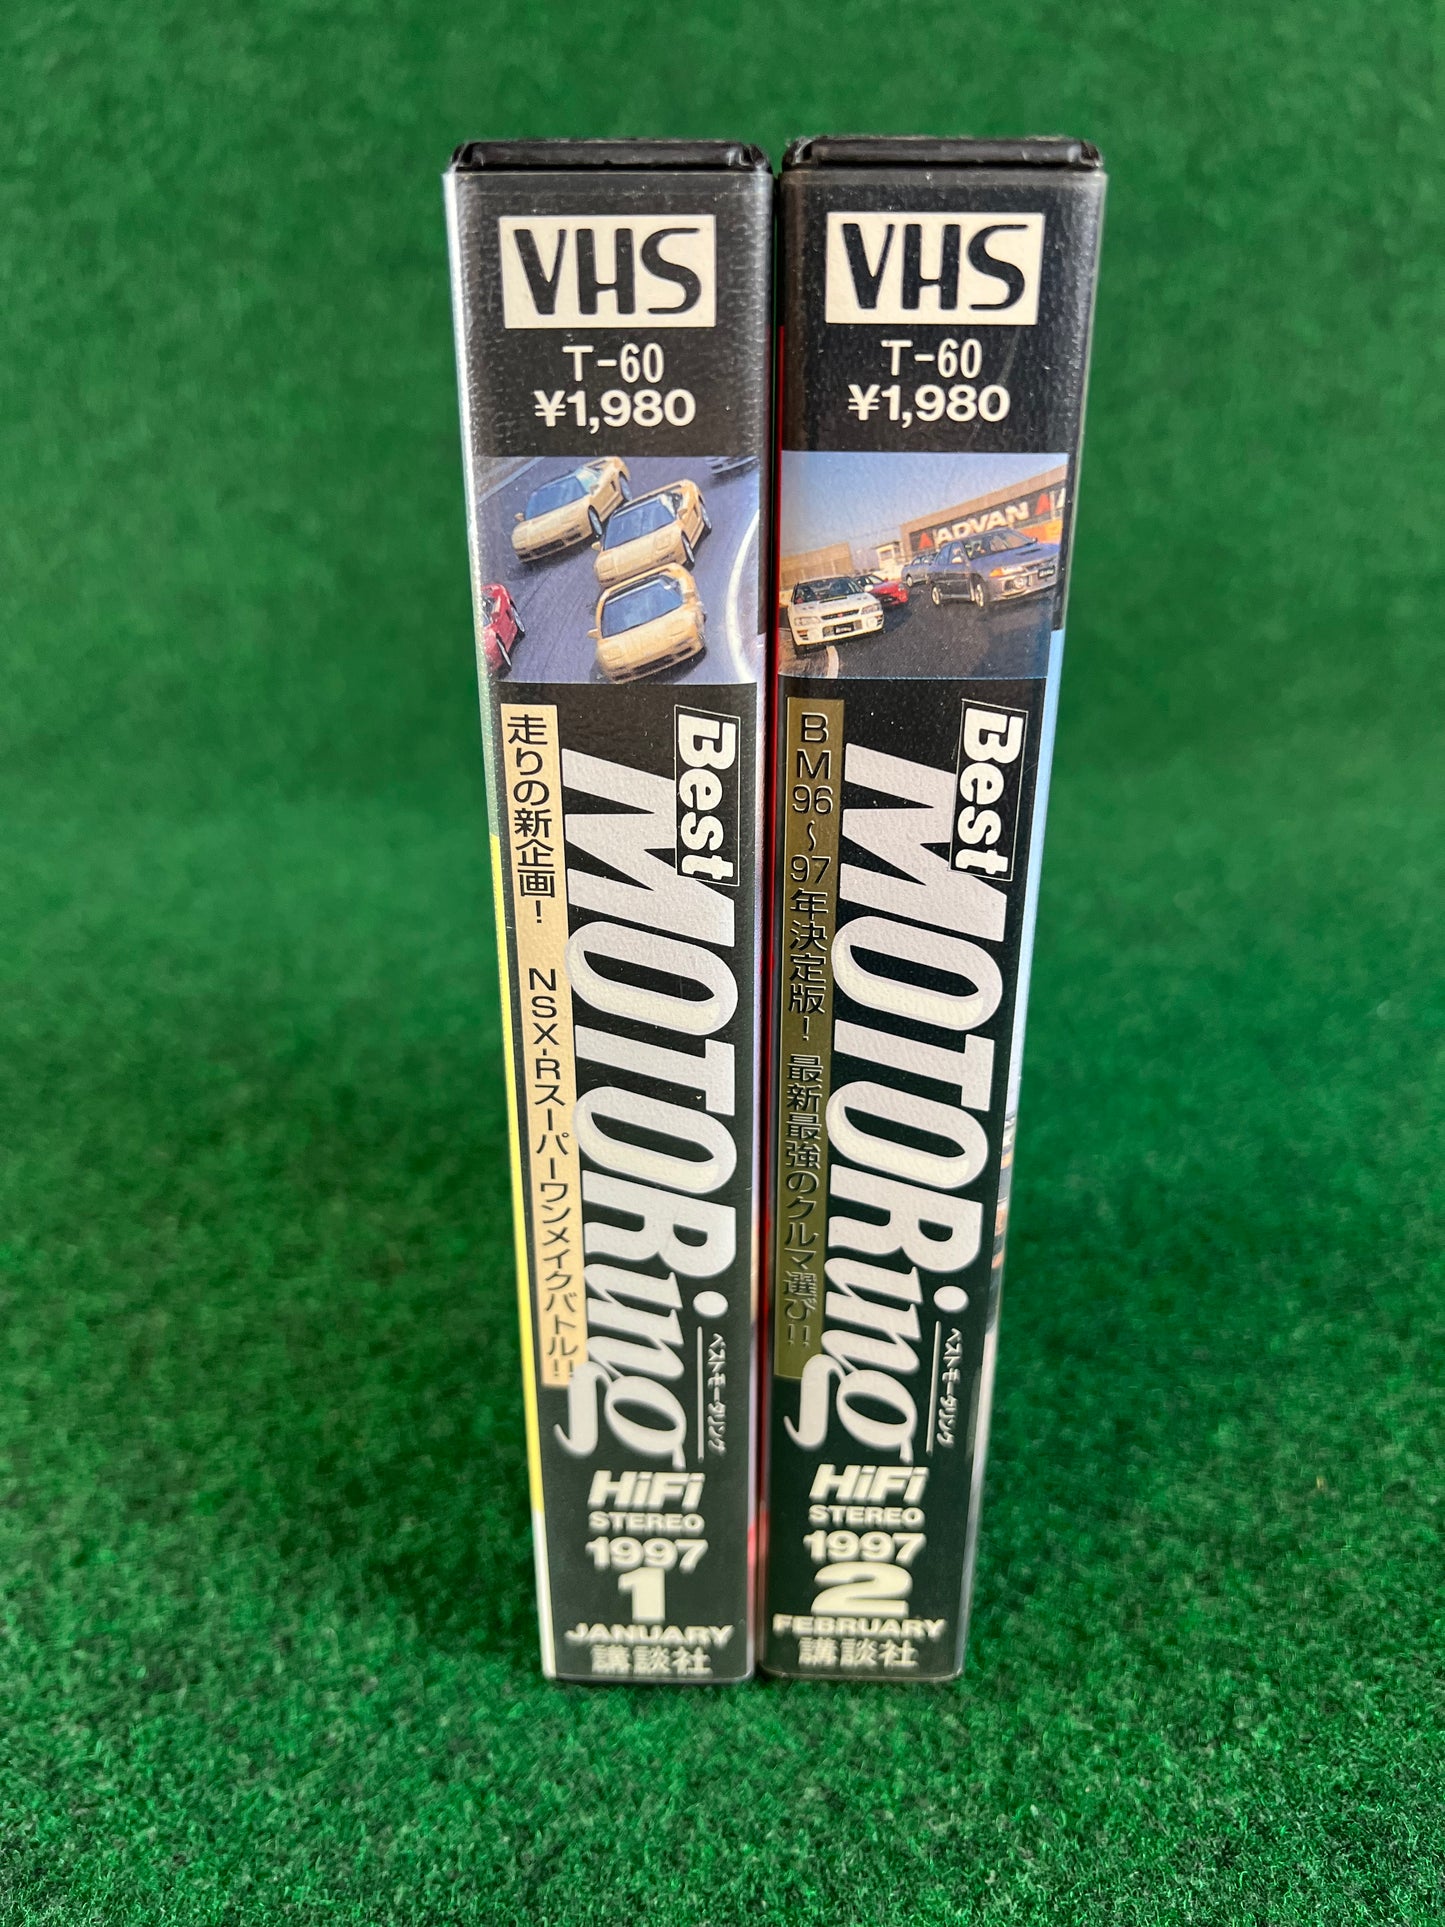 VHS
T-60
¥1,980
走りの新企画! NSX-Rスーパーワンメイクバトル!!
Best
MOTORing
ベストモータリング
HiFi
STEREO
1997
1
JANUARY
講談社
VHS
T-60
¥1,980
ADVAN
BM96〜97年決定版! 最新最強のクルマ選び!!
Best
MOTORing
ベストモータリング
HiFi
STEREO
1997
2
FEBRUARY
講談社